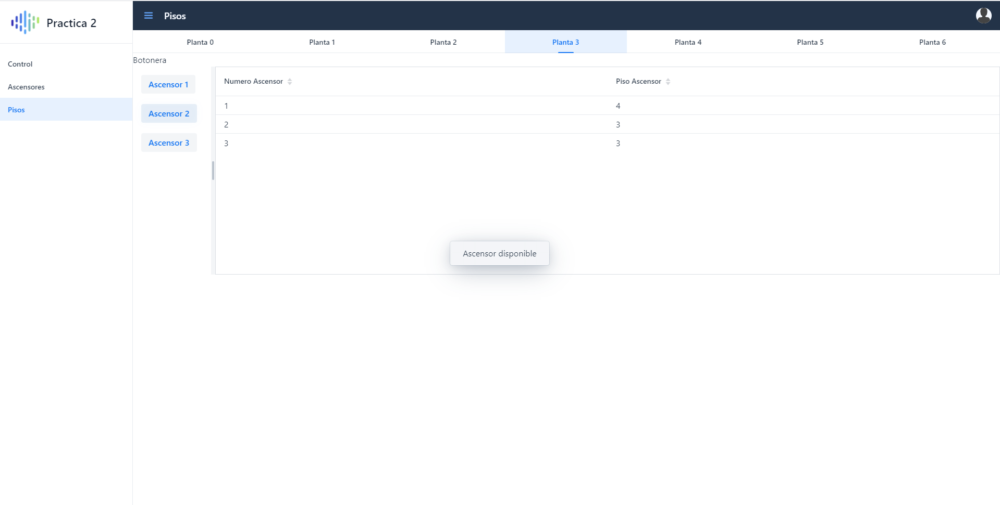 Practica 2
Pisos
Control
Ascensores
Pisos
Planta 0 Planta 1 Planta 2 Planta 3 Planta 4 Planta 5 Planta 6
Botonera
Ascensor 1
Ascensor 2
Ascensor 3
Numero Ascensor Piso Ascensor
1 4
2 3
3 3
Ascensor disponible